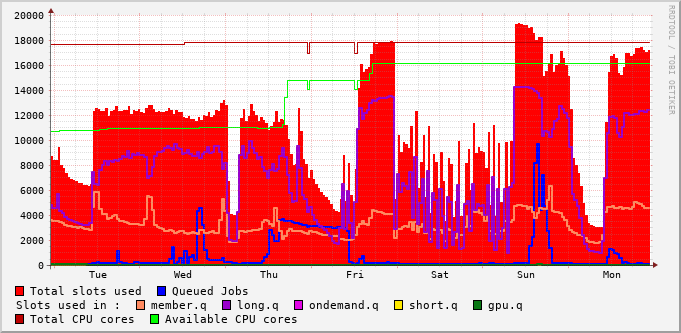 20000
18000
16000
14000
12000
10000
8000
6000
4000
2000
0
Tue Wed Thu Fri Sat Sun Mon
RRDTOOL / TOBI OETIKER
Total slots used Queued Jobs
Slots used in : member.q long.q ondemand.q short.q gpu.q
Total CPU cores Available CPU cores